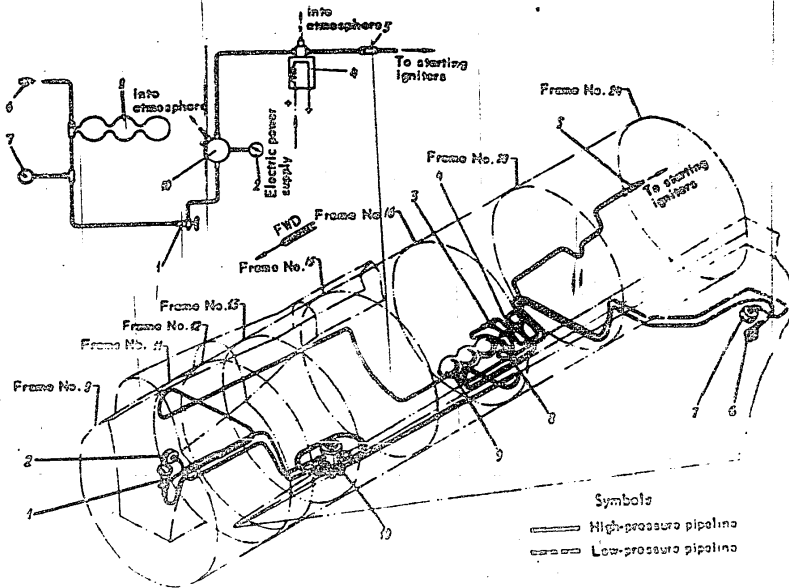 into
atmosphere
5
To starting
igniters
4
6
8
into
atmosphere
7
10
2
Electric power
supply
1
FWD
Frame No. 9
Frame No. 11
Frame No. 12
Frame No. 13
Frame No. 15
Frame No. 16
Frame No.
Frame No.
3
4
5
To starting
igniters
2
1
10
9
8
7
6
Symbols
High-pressure pipeline
Low-pressure pipeline